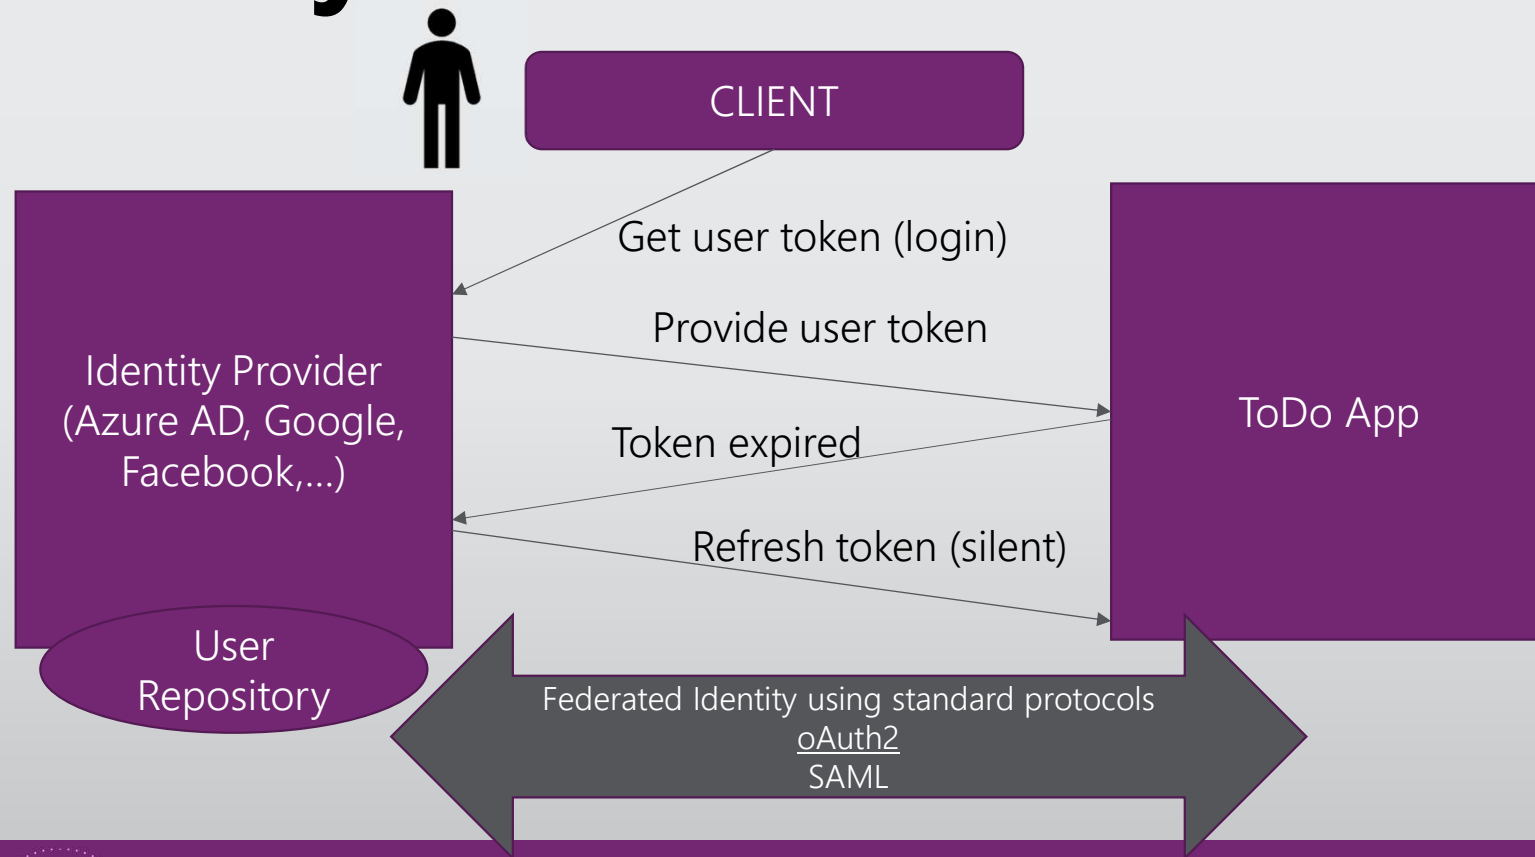 CLIENT
Get user token (login)
Provide user token
Identity Provider
(Azure AD, Google,
Facebook,...)
ToDo App
Token expired
Refresh token (silent)
User
Repository
Federated Identity using standard protocols
oAuth2
SAML